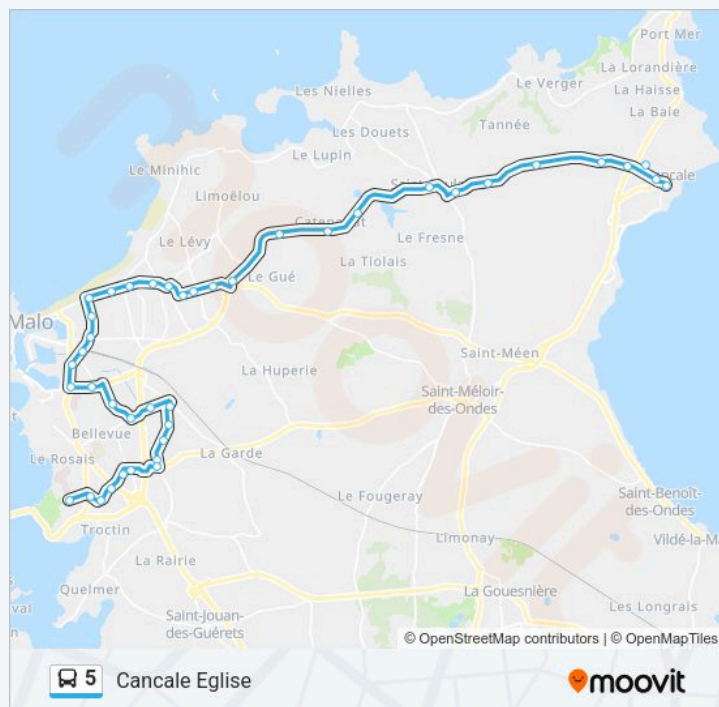 Port Mer
La Lorandière
Le Verger
La Haisse
Les Nielles
La Baie
Tannée
Les Douets
Le Lupin
Le Minihic
Limoëlou
Le Lévy
Le Fresne
La Tiolais
Le Gué
Malo
Saint-Méen
La Huperie
Saint-Méloir-
des-Ondes
Bellevue
La Garde
Le Rosais
Le Fougeray
Saint-Benoît-
des-Ondes
Troctin
Limonay
Vildé-la-Ma
La Rairie
Quelmer
La Gouesnière
Les Longrais
Saint-Jouan-
des-Guérets
© OpenStreetMap contributors | © OpenMapTiles
5 Cancale Eglise
moovit